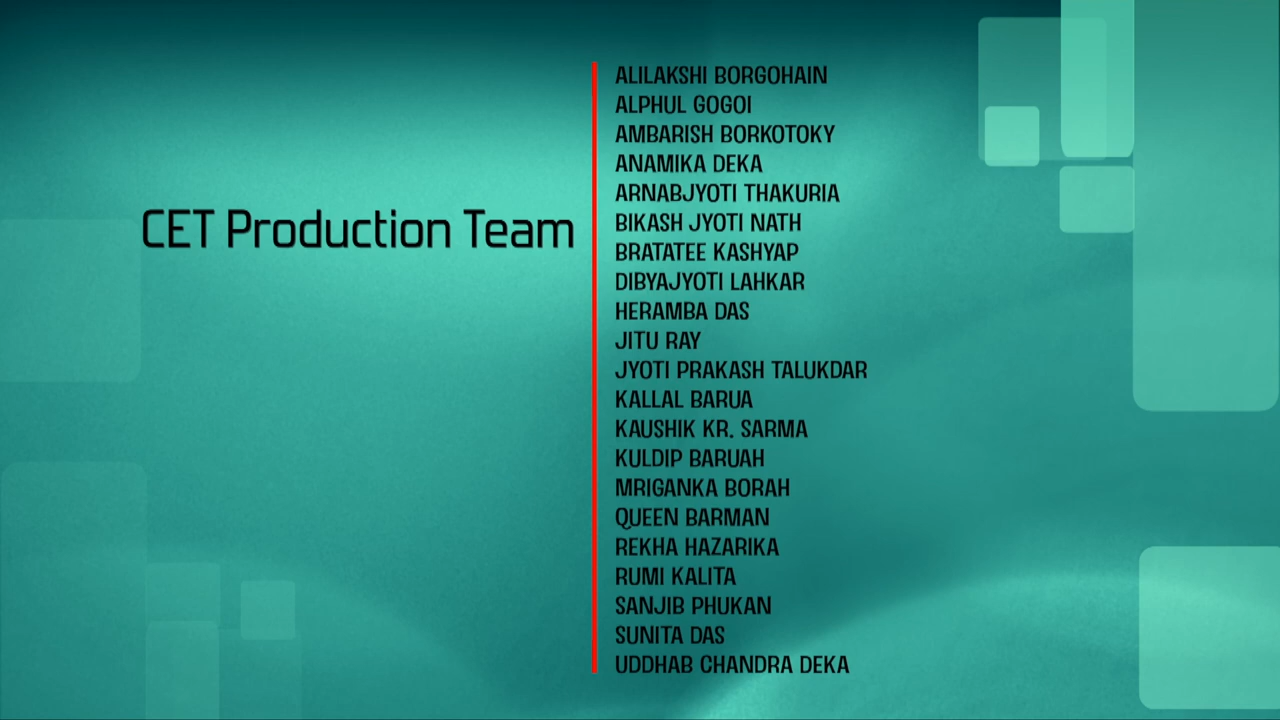 CET Production Team
ALILAKSHI BORGOHAIN
ALPHUL GOGOI
AMBARISH BORKOTOKY
ANAMIKA DEKA
ARNABJYOTI THAKURIA
BIKASH JYOTI NATH
BRATATEE KASHYAP
DIBYAJYOTI LAHKAR
HERAMBA DAS
JITU RAY
JYOTI PRAKASH TALUKDAR
KALLAL BARUA
KAUSHIK KR. SARMA
KULDIP BARUAH
MRIGANKA BORAH
QUEEN BARMAN
REKHA HAZARIKA
RUMI KALITA
SANJIB PHUKAN
SUNITA DAS
UDDHAB CHANDRA DEKA